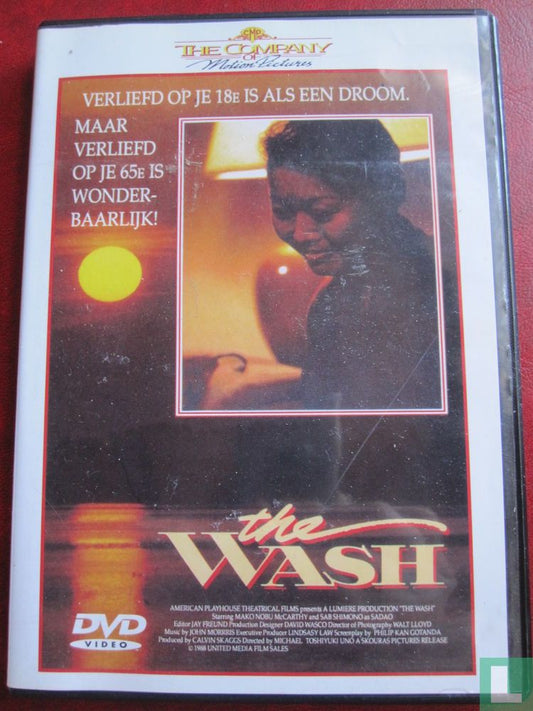 CMP
THE COMPANY
OF
Motion Pictures
VERLIEFD OP JE 18E IS ALS EEN DROOM.
MAAR
VERLIEFD
OP JE 65E IS
WONDER-
BAARLIJK!
the
WASH
DVD
VIDEO
AMERICAN PLAYHOUSE THEATRICAL FILMS presents A LUMIERE PRODUCTION "THE WASH"
Starring MAKO NOBU McCARTHY and SAB SHIMONO as SADAO
Editor JAY FREUND Production Designer DAVID WASCO Director of Photography WALT LLOYD
Music by JOHN MORRRIS Executive Producer LINDSASY LAW Screenplay by PHILIP KAN GOTANDA
Produced by CALVIN SKAGGS Directed by MICHAEL TOSHIYUKI UNO A SKOURAS PICTURES RELEASE
© 1988 UNITED MEDIA FILM SALES